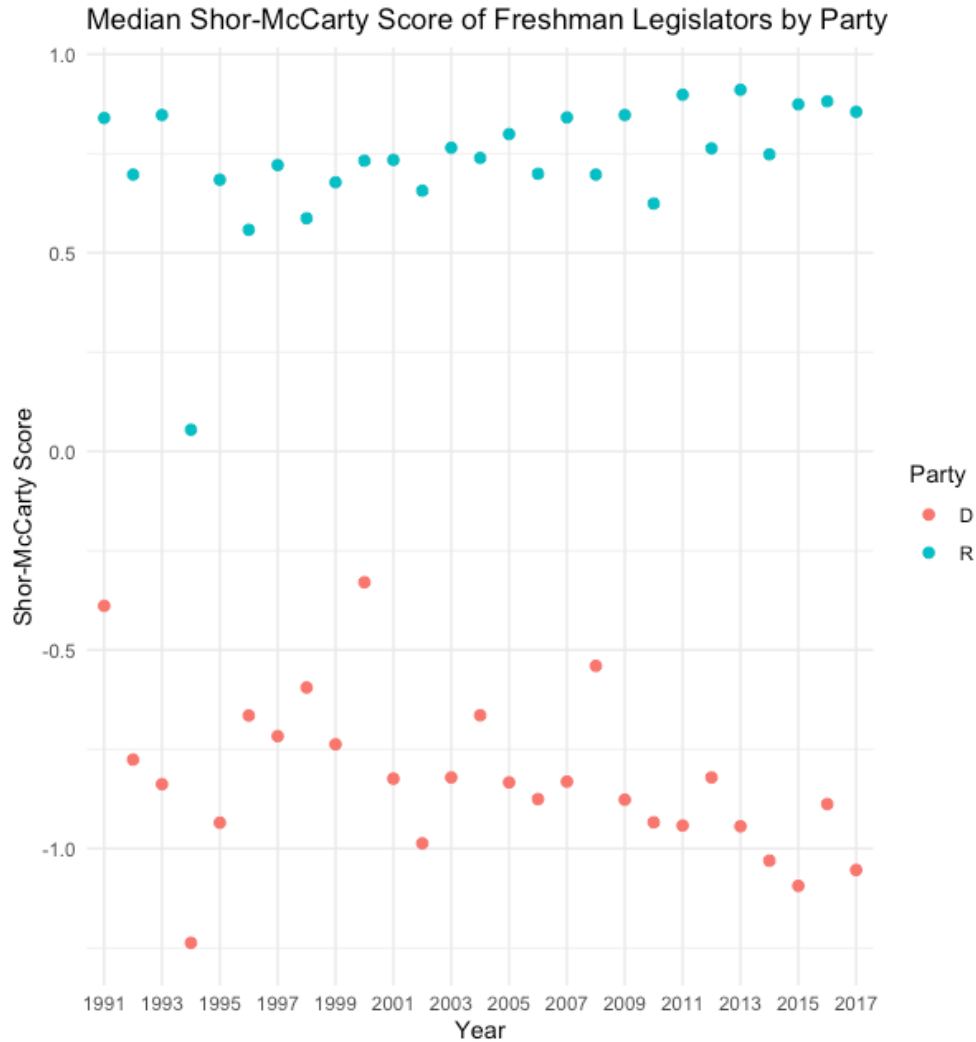 Median Shor-McCarty Score of Freshman Legislators by Party
1.0
0.5
0.0
-0.5
-1.0
Shor-McCarty Score
1991 1993 1995 1997 1999 2001 2003 2005 2007 2009 2011 2013 2015 2017
Year
Party
D
R